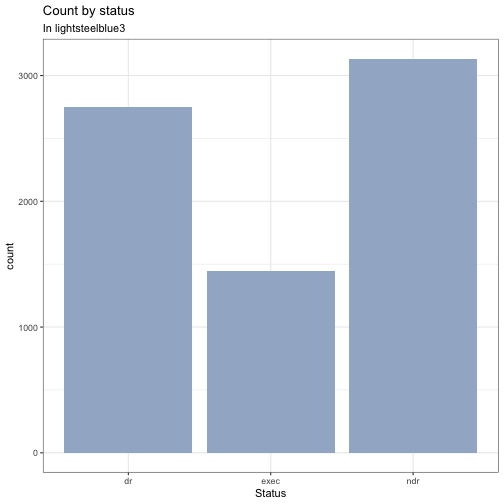 Count by status
In lightsteelblue3
3000
2000
1000
0
count
dr exec ndr
Status